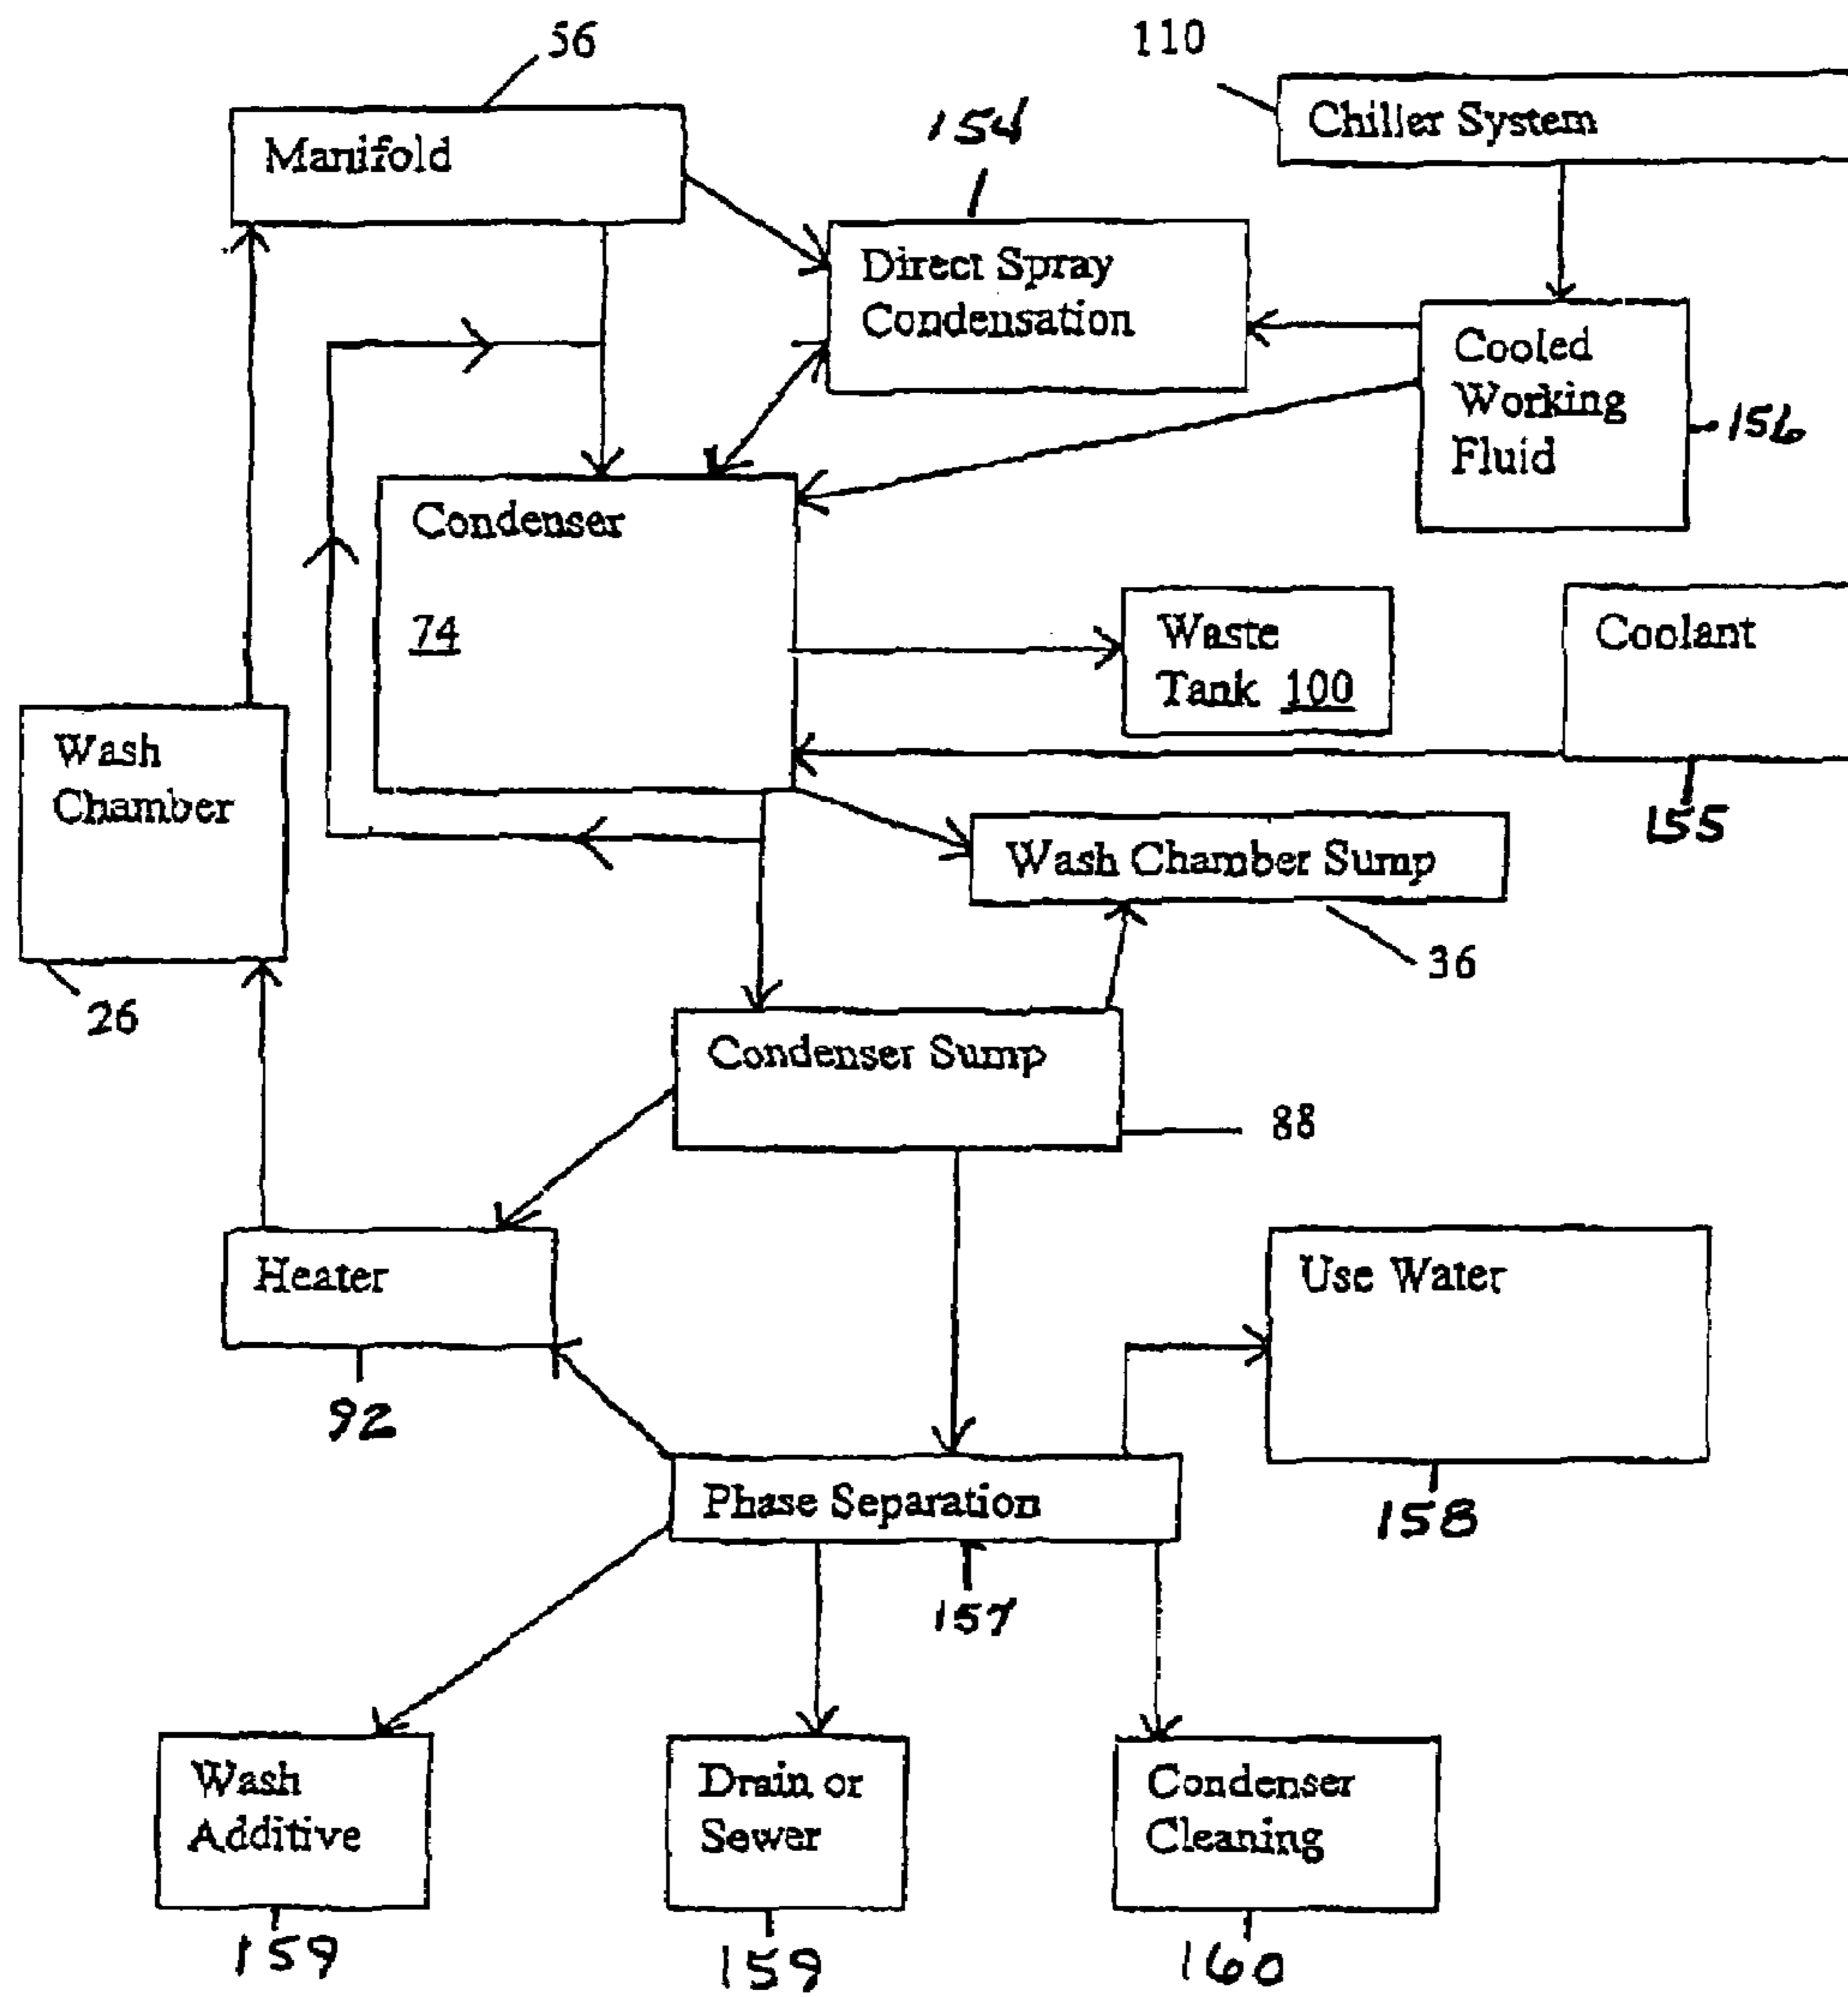 56
110
Manifold
154
Chiller System
Direct Spray
Condensation
Cooled
Working
Fluid
156
Condenser
74
Waste
Tank 100
Coolant
155
Wash
Chamber
26
Wash Chamber Sump
36
Condenser Sump
88
Heater
92
Use Water
158
Phase Separation
157
Wash
Additive
159
Drain or
Sewer
159
Condenser
Cleaning
160